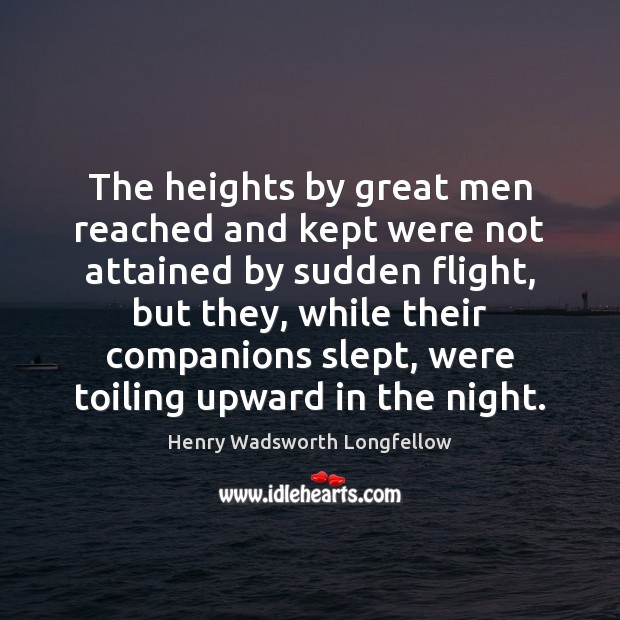 The heights by great men
reached and kept were not
attained by sudden flight,
but they, while their
companions slept, were
toiling upward in the night.
Henry Wadsworth Longfellow
www.idlehearts.com